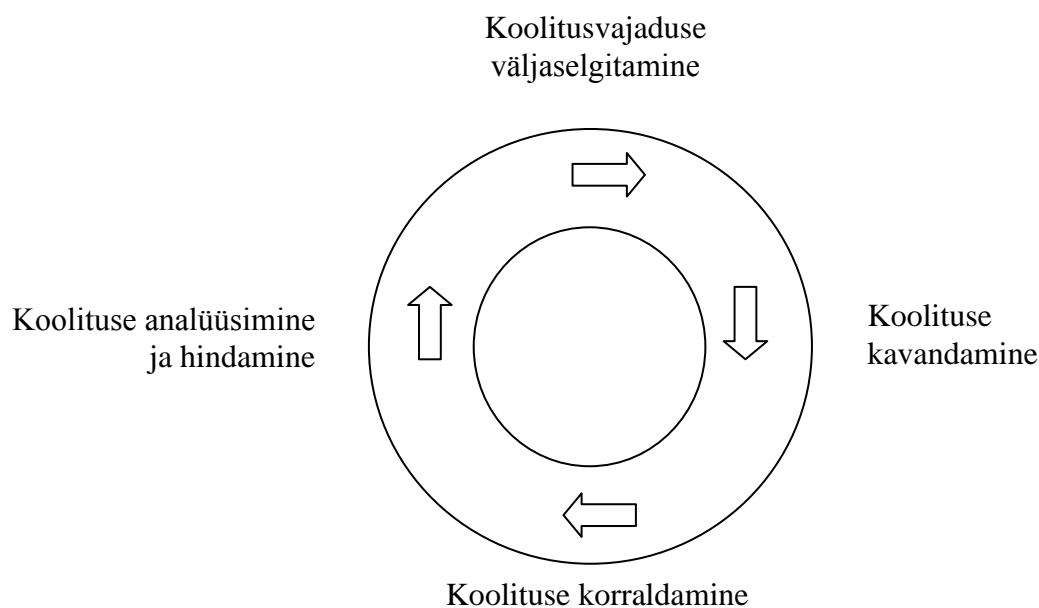 Koolitusvajaduse
väljaselgitamine
Koolituse analüüsimine
ja hindamine
Koolituse
kavandamine
Koolituse korraldamine